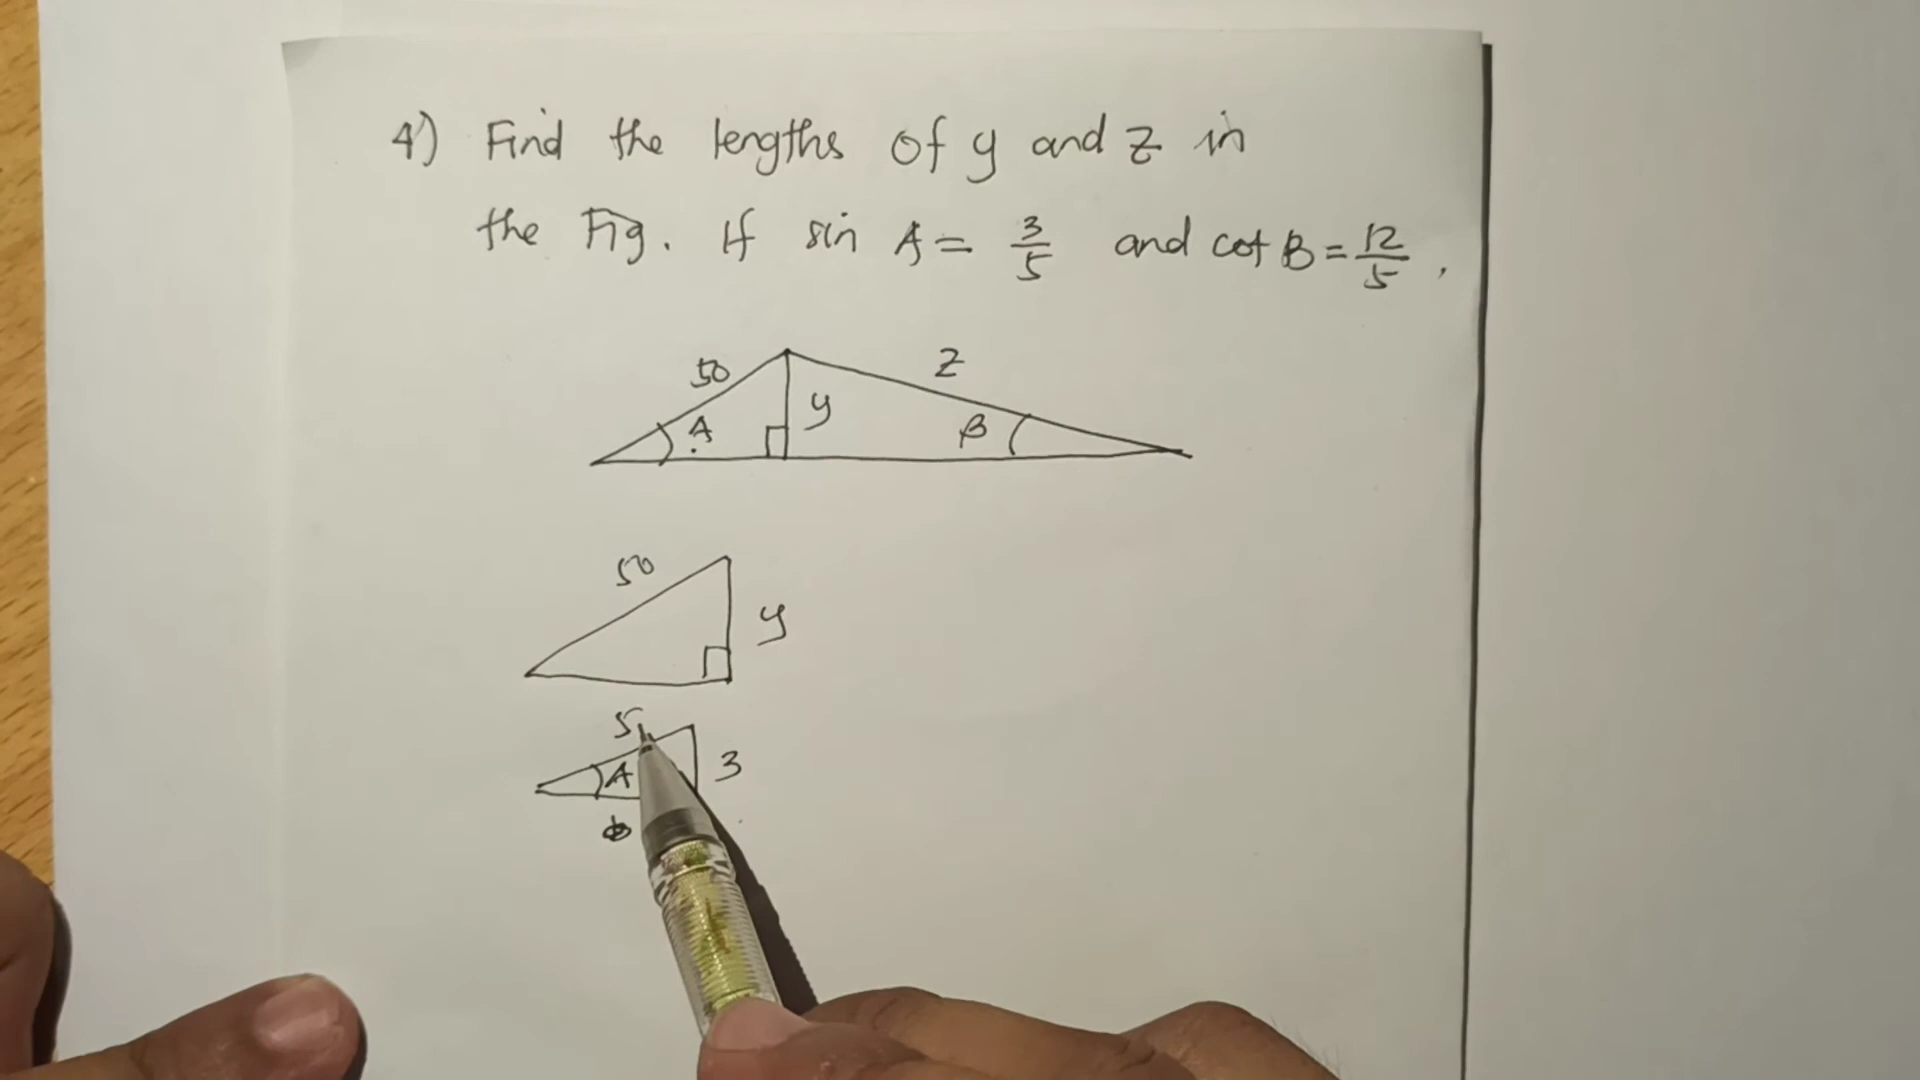 4) Find the lengths of y and z in
the Fig. If sin A = 3/5 and cot B = 12/5,
50 z
A y B
50
y
5
A 3
b